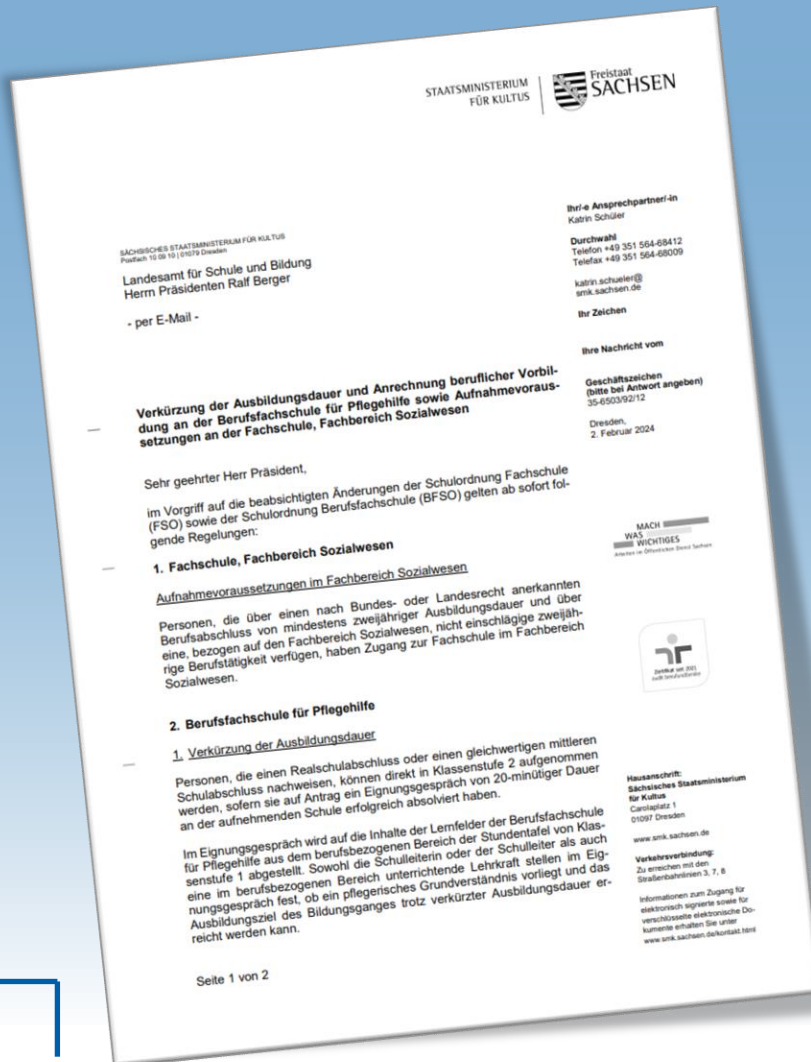 STAATSMINISTERIUM
FÜR KULTUS
Freistaat
SACHSEN
SÄCHSISCHES STAATSMINISTERIUM FÜR KULTUS
Postfach 10 09 10 | 01079 Dresden
Landesamt für Schule und Bildung
Herrn Präsidenten Ralf Berger
- per E-Mail -
Ihr/-e Ansprechpartner/-in
Katrin Schüler
Durchwahl
Telefon +49 351 564-68412
Telefax +49 351 564-68009
katrin.schueler@
smk.sachsen.de
Ihr Zeichen
Ihre Nachricht vom
Geschäftszeichen
(bitte bei Antwort angeben)
35-6503/92/12
Dresden,
2. Februar 2024
Verkürzung der Ausbildungsdauer und Anrechnung beruflicher Vorbil-
dung an der Berufsfachschule für Pflegehilfe sowie Aufnahmevoraus-
setzungen an der Fachschule, Fachbereich Sozialwesen
Sehr geehrter Herr Präsident,
im Vorgriff auf die beabsichtigten Änderungen der Schulordnung Fachschule
(FSO) sowie der Schulordnung Berufsfachschule (BFSO) gelten ab sofort fol-
gende Regelungen:
1. Fachschule, Fachbereich Sozialwesen
Aufnahmevoraussetzungen im Fachbereich Sozialwesen
Personen, die über einen nach Bundes- oder Landesrecht anerkannten
Berufsabschluss von mindestens zweijähriger Ausbildungsdauer und über
eine, bezogen auf den Fachbereich Sozialwesen, nicht einschlägige zweijäh-
rige Berufstätigkeit verfügen, haben Zugang zur Fachschule im Fachbereich
Sozialwesen.
2. Berufsfachschule für Pflegehilfe
1. Verkürzung der Ausbildungsdauer
Personen, die einen Realschulabschluss oder einen gleichwertigen mittleren
Schulabschluss nachweisen, können direkt in Klassenstufe 2 aufgenommen
werden, sofern sie auf Antrag ein Eignungsgespräch von 20-minütiger Dauer
an der aufnehmenden Schule erfolgreich absolviert haben.
Im Eignungsgespräch wird auf die Inhalte der Lernfelder der Berufsfachschule
für Pflegehilfe aus dem berufsbezogenen Bereich der Stundentafel von Klas-
senstufe 1 abgestellt. Sowohl die Schulleiterin oder der Schulleiter als auch
eine im berufsbezogenen Bereich unterrichtende Lehrkraft stellen im Eig-
nungsgespräch fest, ob ein pflegerisches Grundverständnis vorliegt und das
Ausbildungsziel des Bildungsganges trotz verkürzter Ausbildungsdauer er-
reicht werden kann.
Seite 1 von 2
MACH
WAS
WICHTIGES
Arbeiten im Öffentlichen Dienst Sachsen
Zertifikat seit 2021
audit berufundfamilie
Hausanschrift:
Sächsisches Staatsministerium
für Kultus
Carolaplatz 1
01097 Dresden
www.smk.sachsen.de
Verkehrsverbindung:
Zu erreichen mit den
Straßenbahnlinien 3, 7, 8
Informationen zum Zugang für
elektronisch signierte sowie für
verschlüsselte elektronische Do-
kumente erhalten Sie unter
www.smk.sachsen.de/kontakt.html